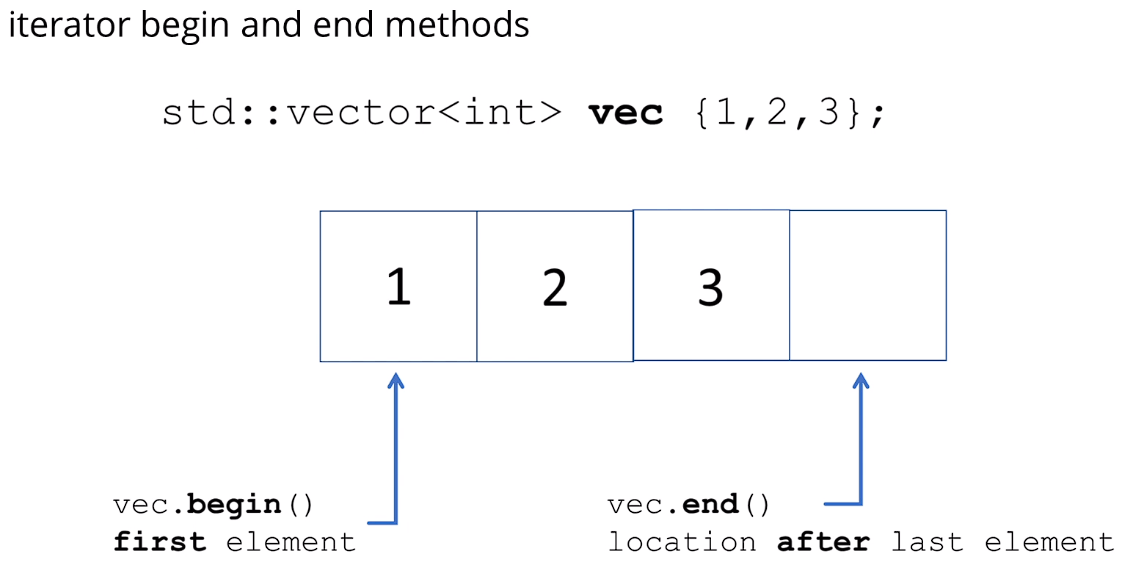 iterator begin and end methods
std::vector<int> vec {1,2,3};
1 2 3
vec.begin()
first element
vec.end()
location after last element